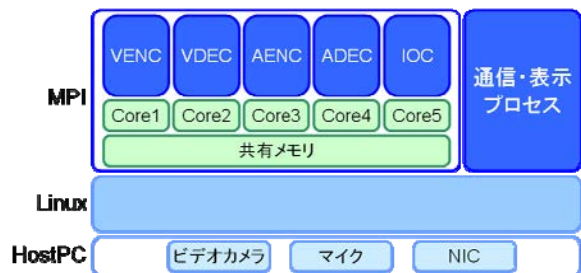 VENC VDEC AENC ADEC IOC
通信・表示
プロセス
MPI
Core1 Core2 Core3 Core4 Core5
共有メモリ
Linux
HostPC
ビデオカメラ マイク NIC